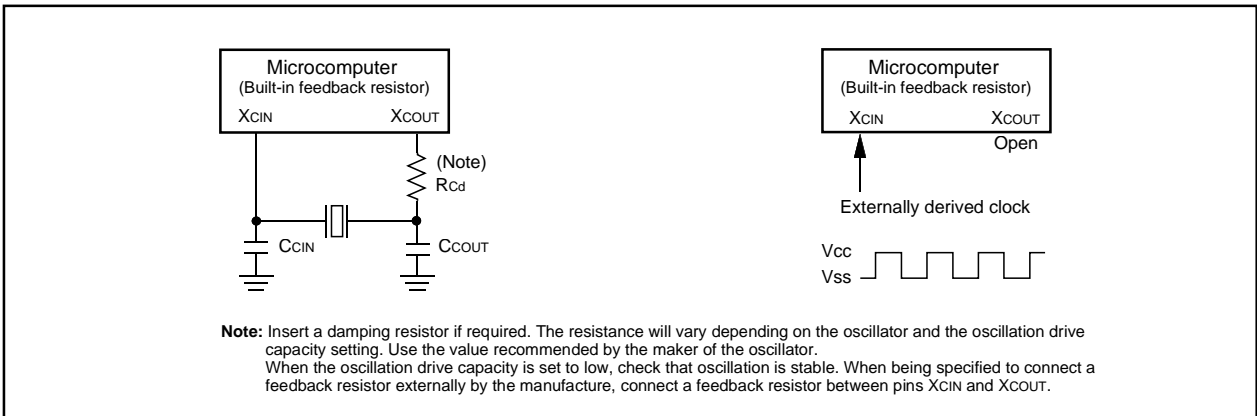 Microcomputer
(Built-in feedback resistor)
XCIN XCOUT
(Note)
RCd
CCIN CCOUT
Microcomputer
(Built-in feedback resistor)
XCIN XCOUT
Open
Externally derived clock
Vcc
Vss
Note: Insert a damping resistor if required. The resistance will vary depending on the oscillator and the oscillation drive
capacity setting. Use the value recommended by the maker of the oscillator.
When the oscillation drive capacity is set to low, check that oscillation is stable. When being specified to connect a
feedback resistor externally by the manufacture, connect a feedback resistor between pins XCIN and XCOUT.